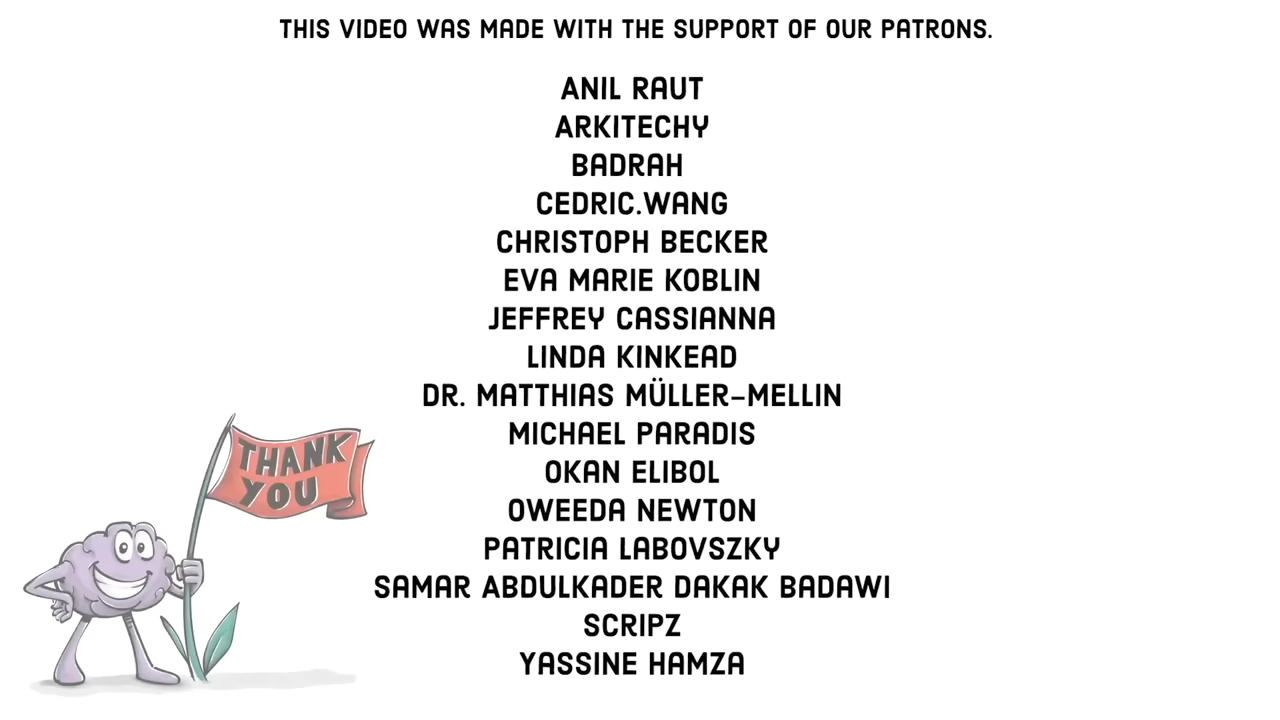 THIS VIDEO WAS MADE WITH THE SUPPORT OF OUR PATRONS.
ANIL RAUT
ARKITECHY
BADRAH
CEDRIC.WANG
CHRISTOPH BECKER
EVA MARIE KOBLIN
JEFFREY CASSIANNA
LINDA KINKEAD
DR. MATTHIAS MÜLLER-MELLIN
MICHAEL PARADIS
OKAN ELIBOL
OWEEDA NEWTON
PATRICIA LABOVSZKY
SAMAR ABDULKADER DAKAK BADAWI
SCRIPZ
YASSINE HAMZA
THANK
YOU